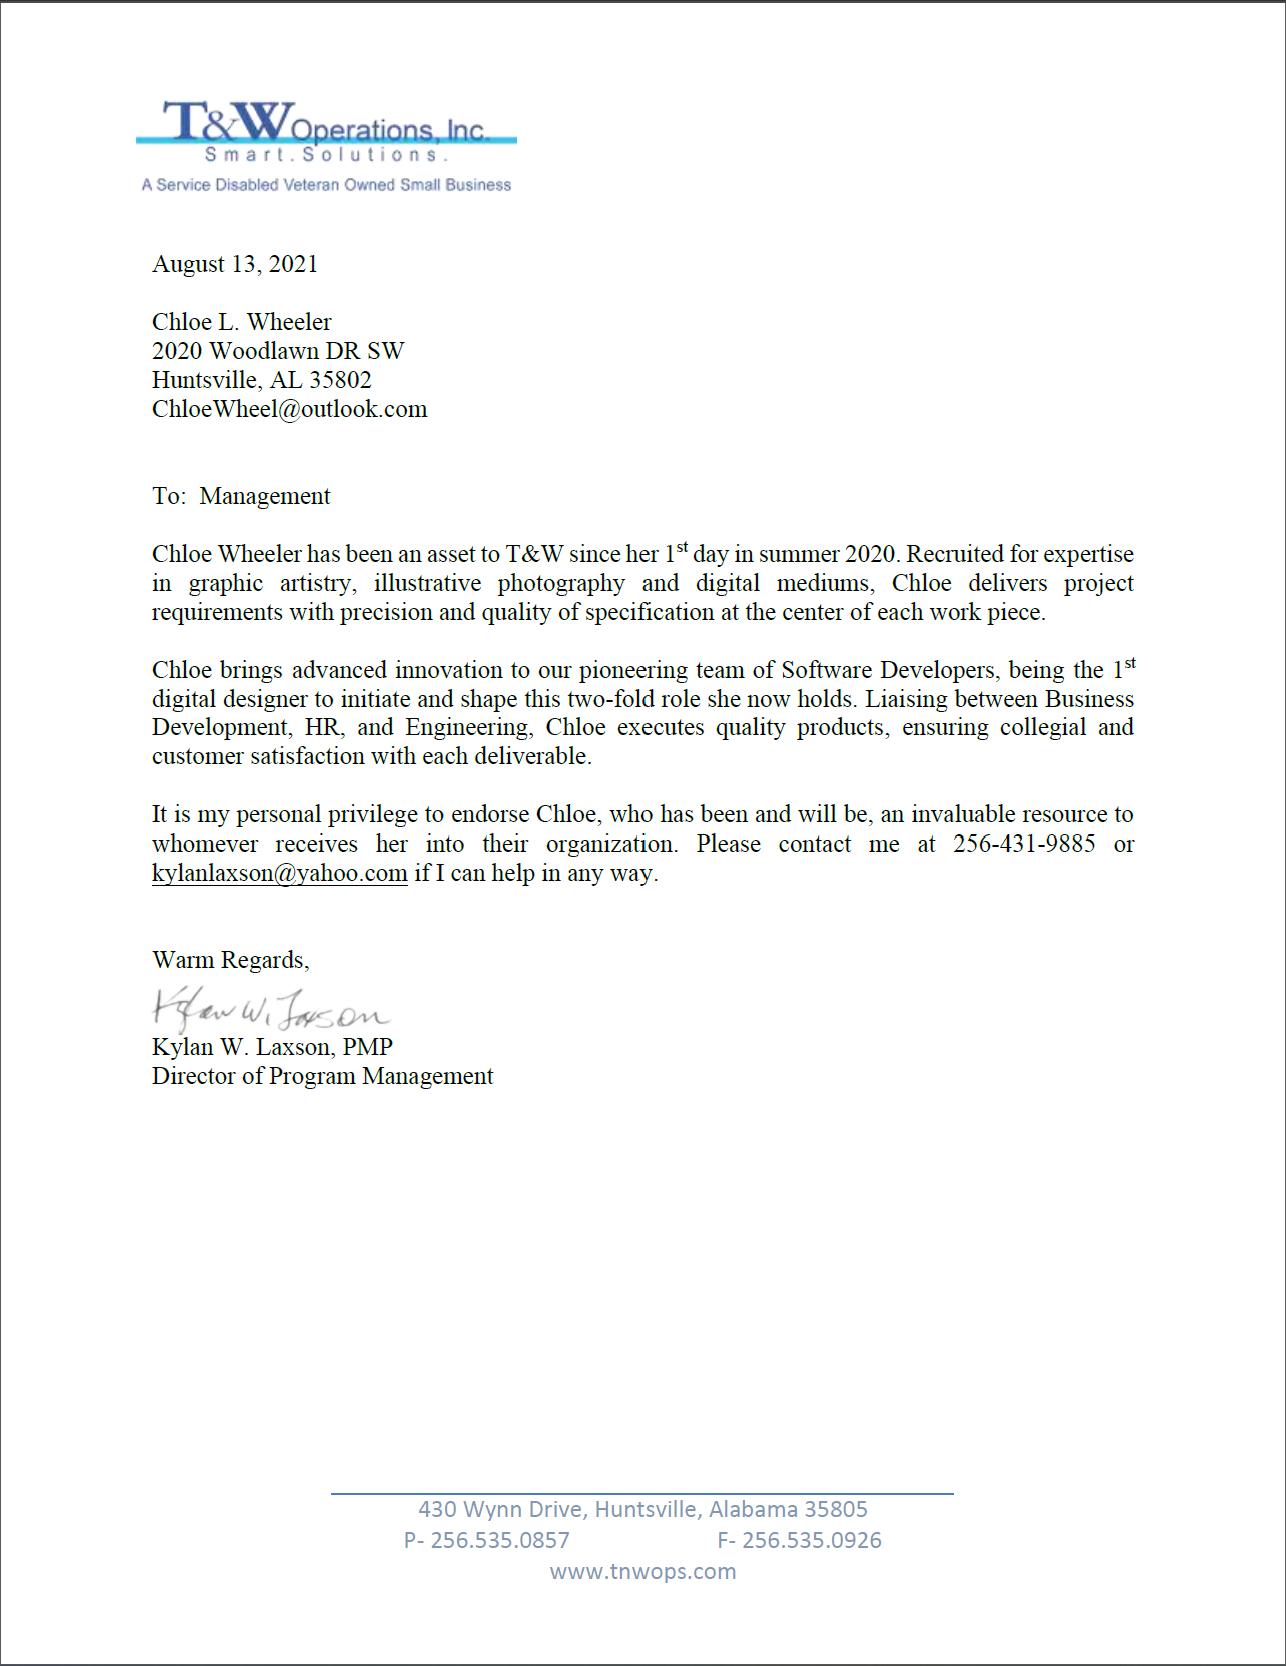 T&W Operations, Inc.
Smart.Solutions.
A Service Disabled Veteran Owned Small Business
August 13, 2021
Chloe L. Wheeler
2020 Woodlawn DR SW
Huntsville, AL 35802
ChloeWheel@outlook.com
To:  Management
Chloe Wheeler has been an asset to T&W since her 1st day in summer 2020. Recruited for expertise
in graphic artistry, illustrative photography and digital mediums, Chloe delivers project
requirements with precision and quality of specification at the center of each work piece.
Chloe brings advanced innovation to our pioneering team of Software Developers, being the 1st
digital designer to initiate and shape this two-fold role she now holds. Liaising between Business
Development, HR, and Engineering, Chloe executes quality products, ensuring collegial and
customer satisfaction with each deliverable.
It is my personal privilege to endorse Chloe, who has been and will be, an invaluable resource to
whomever receives her into their organization. Please contact me at 256-431-9885 or
kylanlaxson@yahoo.com if I can help in any way.
Warm Regards,
Kylan W. Laxson
Kylan W. Laxson, PMP
Director of Program Management
430 Wynn Drive, Huntsville, Alabama 35805
P- 256.535.0857 F- 256.535.0926
www.tnwops.com